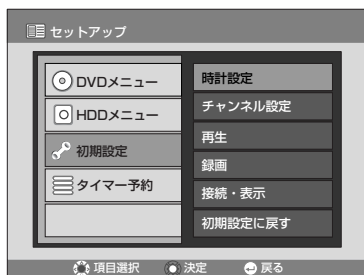 セットアップ
DVDメニュー
HDDメニュー
初期設定
タイマー予約
時計設定
チャンネル設定
再生
録画
接続・表示
初期設定に戻す
項目選択 決定 戻る